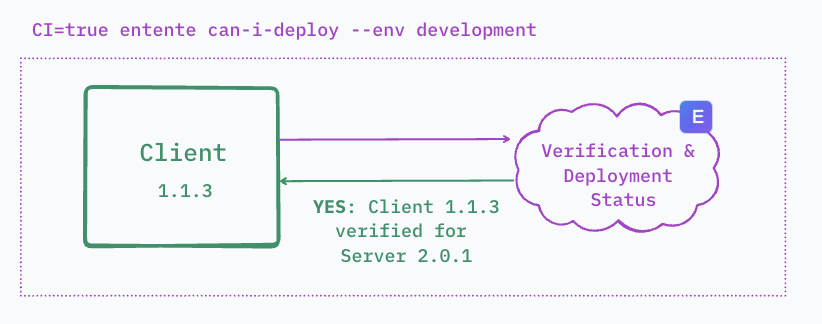 CI=true entente can-i-deploy --env development
E
Client
1.1.3
Verification &
Deployment
Status
YES: Client 1.1.3
verified for
Server 2.0.1